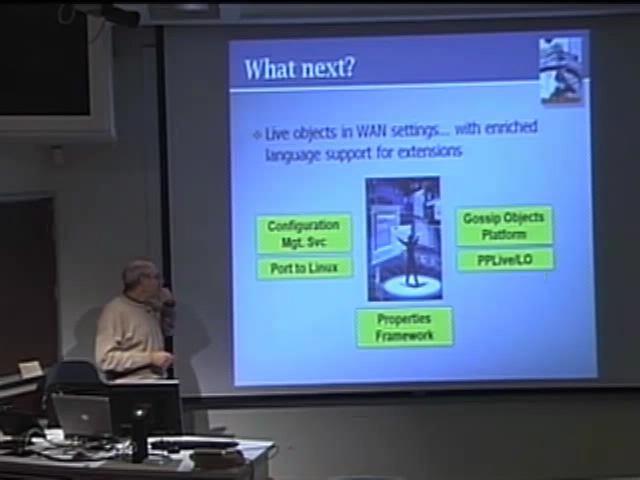 What next?
Live objects in WAN settings... with enriched
language support for extensions
Configuration
Mgt. Svc
Port to Linux
Gossip Objects
Platform
PPLive/LO
Properties
Framework